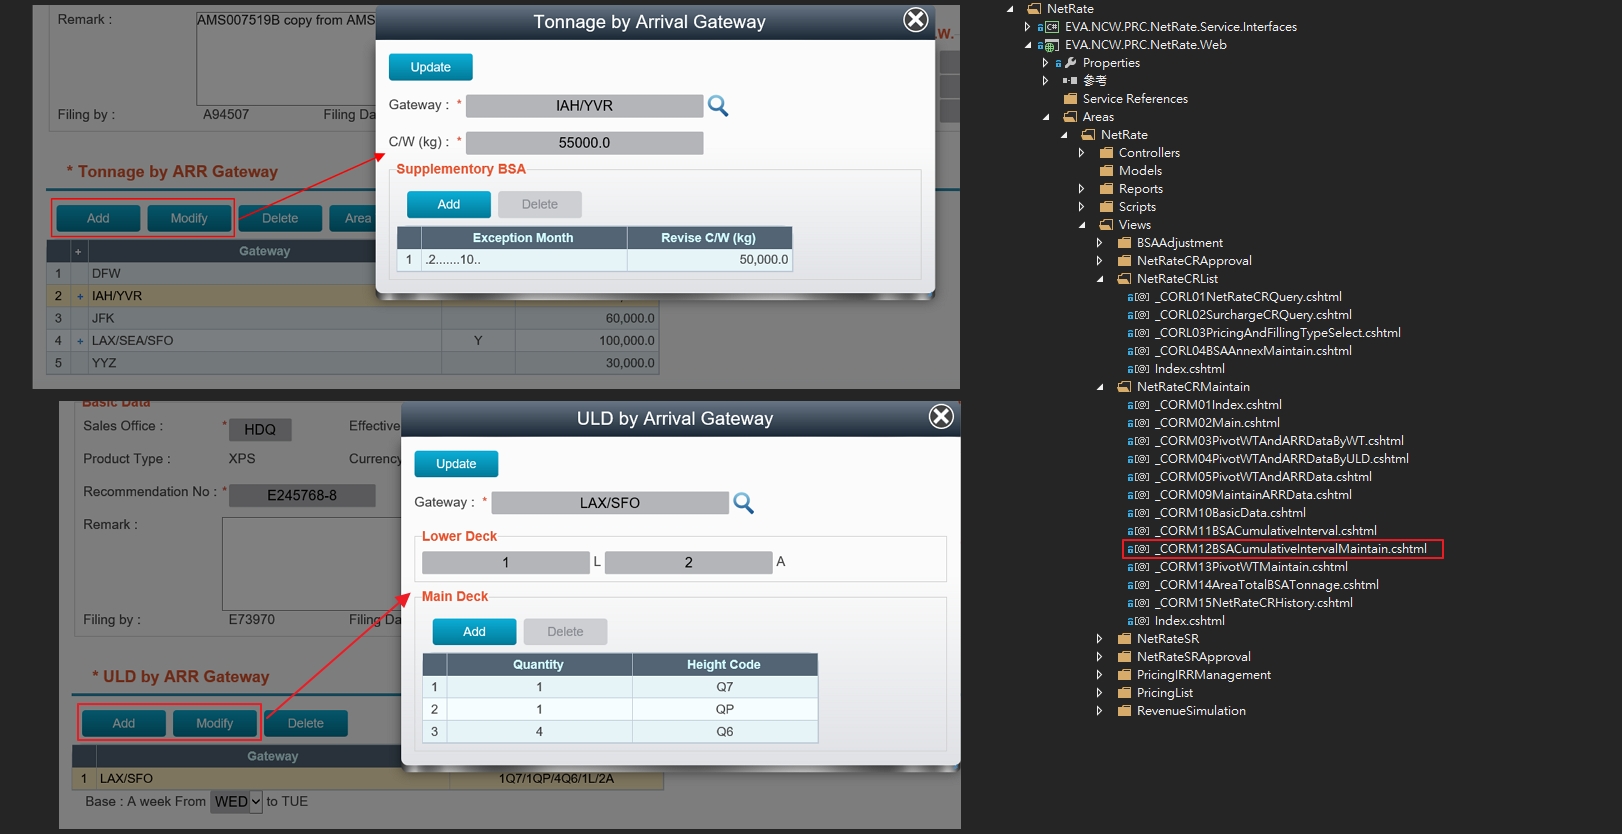 Remark :
AMS007519B copy from AMS
W.
Filing by :
A94507
Filing Da
* Tonnage by ARR Gateway
Add
Modify
Delete
Area
+
Gateway
1
DFW
2
+
IAH/YVR
3
JFK
60,000.0
4
+
LAX/SEA/SFO
Y
100,000.0
5
YYZ
30,000.0
Tonnage by Arrival Gateway
Update
Gateway : *
IAH/YVR
C/W (kg) : *
55000.0
Supplementary BSA
Add
Delete
Exception Month
Revise C/W (kg)
1
.2.......10..
50,000.0
Basic Data
Sales Office :
*
HDQ
Effective
Product Type :
XPS
Currency
Recommendation No : *
E245768-8
Remark :
Filing by :
E73970
Filing Da
* ULD by ARR Gateway
Add
Modify
Delete
Gateway
1
LAX/SFO
1Q7/1QP/4Q6/1L/2A
Base : A week From
WED
to TUE
ULD by Arrival Gateway
Update
Gateway : *
LAX/SFO
Lower Deck
1
L
2
A
Main Deck
Add
Delete
Quantity
Height Code
1
1
Q7
2
1
QP
3
4
Q6
NetRate
C# EVA.NCW.PRC.NetRate.Service.Interfaces
EVA.NCW.PRC.NetRate.Web
Properties
參考
Service References
Areas
NetRate
Controllers
Models
Reports
Scripts
Views
BSAAdjustment
NetRateCRApproval
NetRateCRList
[@] _CORL01NetRateCRQuery.cshtml
[@] _CORL02SurchargeCRQuery.cshtml
[@] _CORL03PricingAndFillingTypeSelect.cshtml
[@] _CORL04BSAAnnexMaintain.cshtml
[@] Index.cshtml
NetRateCRMaintain
[@] _CORM01Index.cshtml
[@] _CORM02Main.cshtml
[@] _CORM03PivotWTAndARRDataByWT.cshtml
[@] _CORM04PivotWTAndARRDataByULD.cshtml
[@] _CORM05PivotWTAndARRData.cshtml
[@] _CORM09MaintainARRData.cshtml
[@] _CORM10BasicData.cshtml
[@] _CORM11BSACumulativeInterval.cshtml
[@] _CORM12BSACumulativeIntervalMaintain.cshtml
[@] _CORM13PivotWTMaintain.cshtml
[@] _CORM14AreaTotalBSATonnage.cshtml
[@] _CORM15NetRateCRHistory.cshtml
[@] Index.cshtml
NetRateSR
NetRateSRApproval
PricingIRRManagement
PricingList
RevenueSimulation